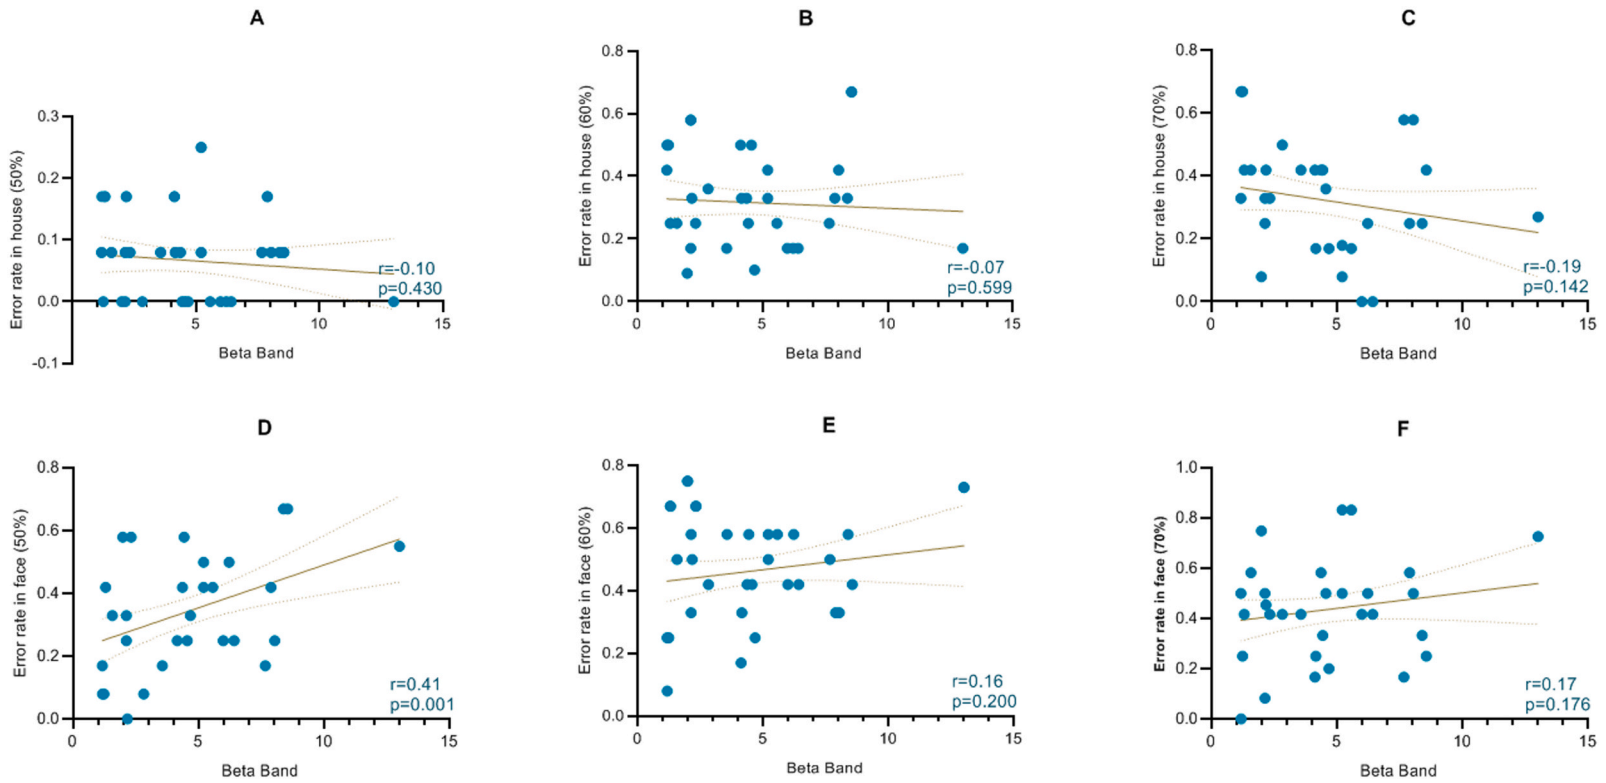 A
Error rate in house (50%)
0.3
0.2
0.1
0.0
-0.1
5
10
15
r=-0.10
p=0.430
Beta Band
B
Error rate in house (60%)
0.8
0.6
0.4
0.2
0.0
0
5
10
15
r=-0.07
p=0.599
Beta Band
C
Error rate in house (70%)
0.8
0.6
0.4
0.2
0.0
0
5
10
15
r=-0.19
p=0.142
Beta Band
D
Error rate in face (50%)
0.8
0.6
0.4
0.2
0.0
0
5
10
15
r=0.41
p=0.001
Beta Band
E
Error rate in face (60%)
0.8
0.6
0.4
0.2
0.0
0
5
10
15
r=0.16
p=0.200
Beta Band
F
Error rate in face (70%)
1.0
0.8
0.6
0.4
0.2
0.0
0
5
10
15
r=0.17
p=0.176
Beta Band